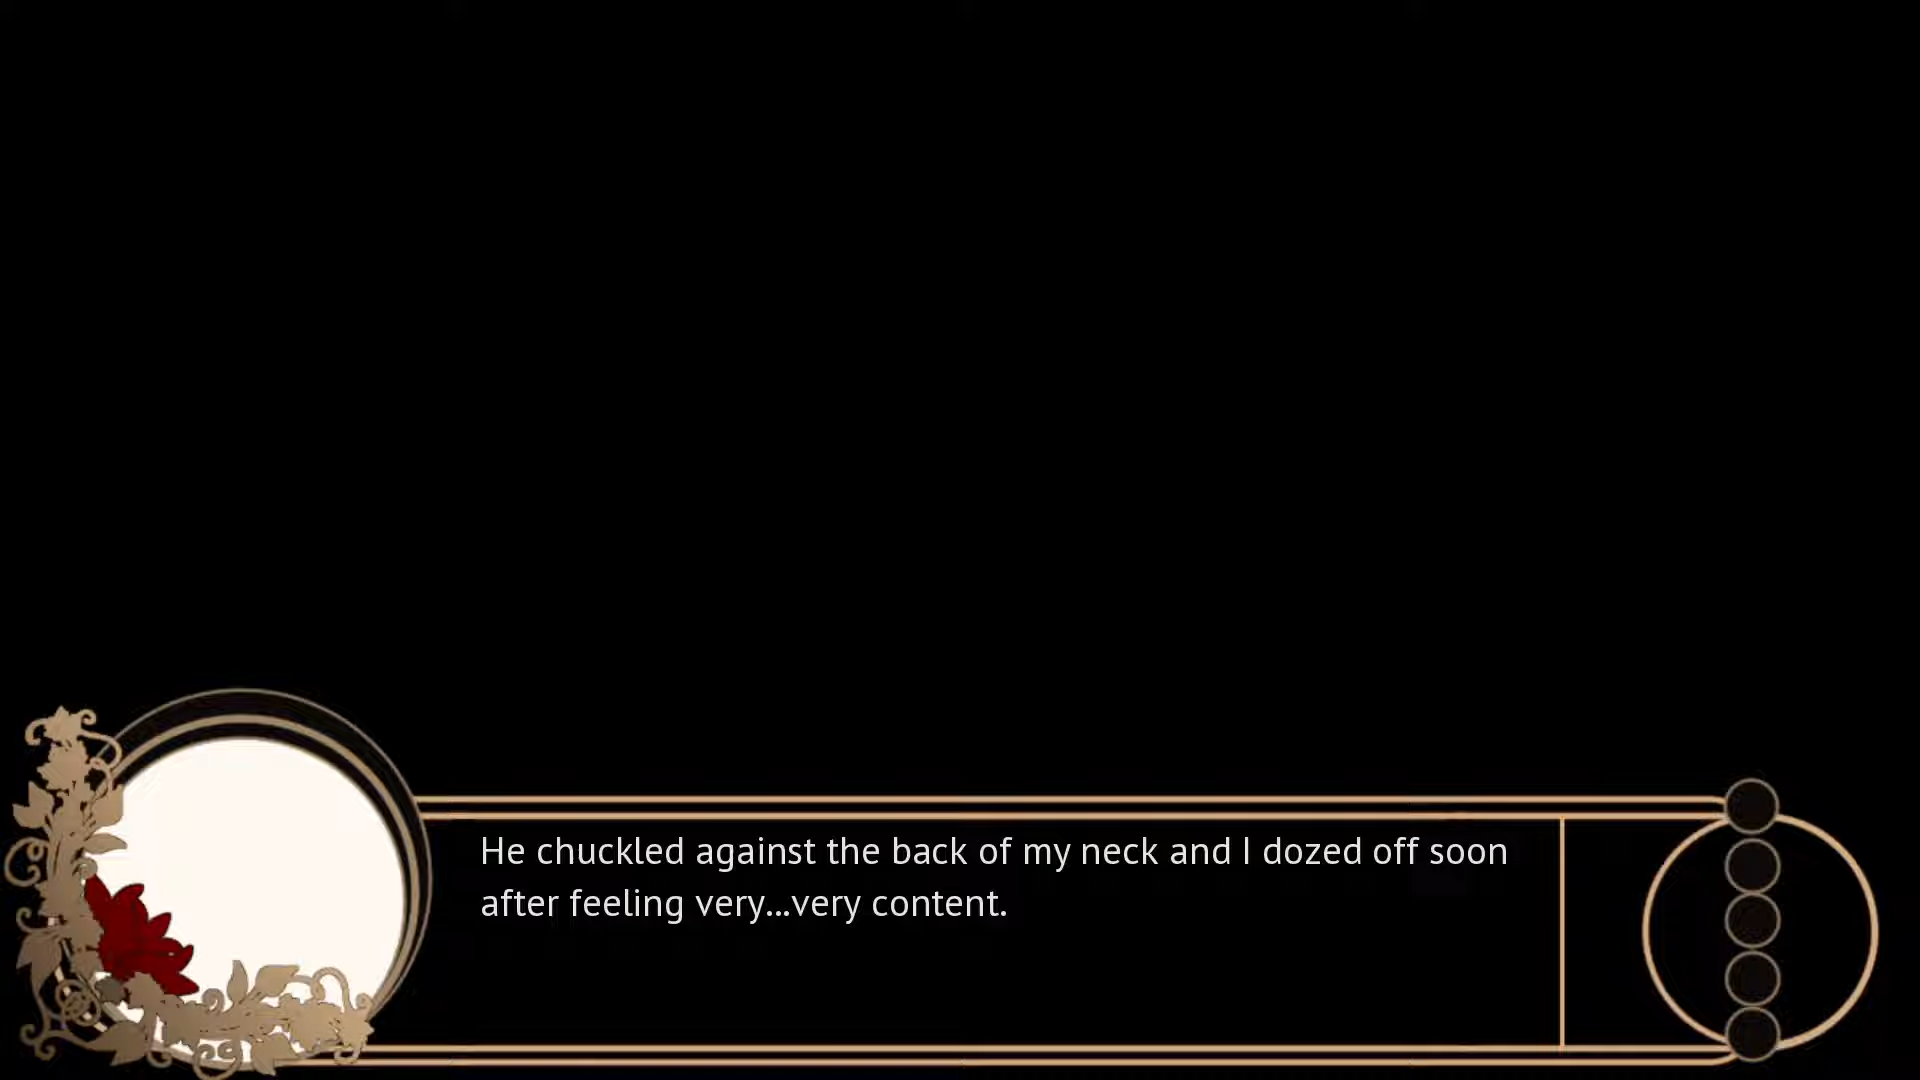 He chuckled against the back of my neck and I dozed off soon
after feeling very...very content.